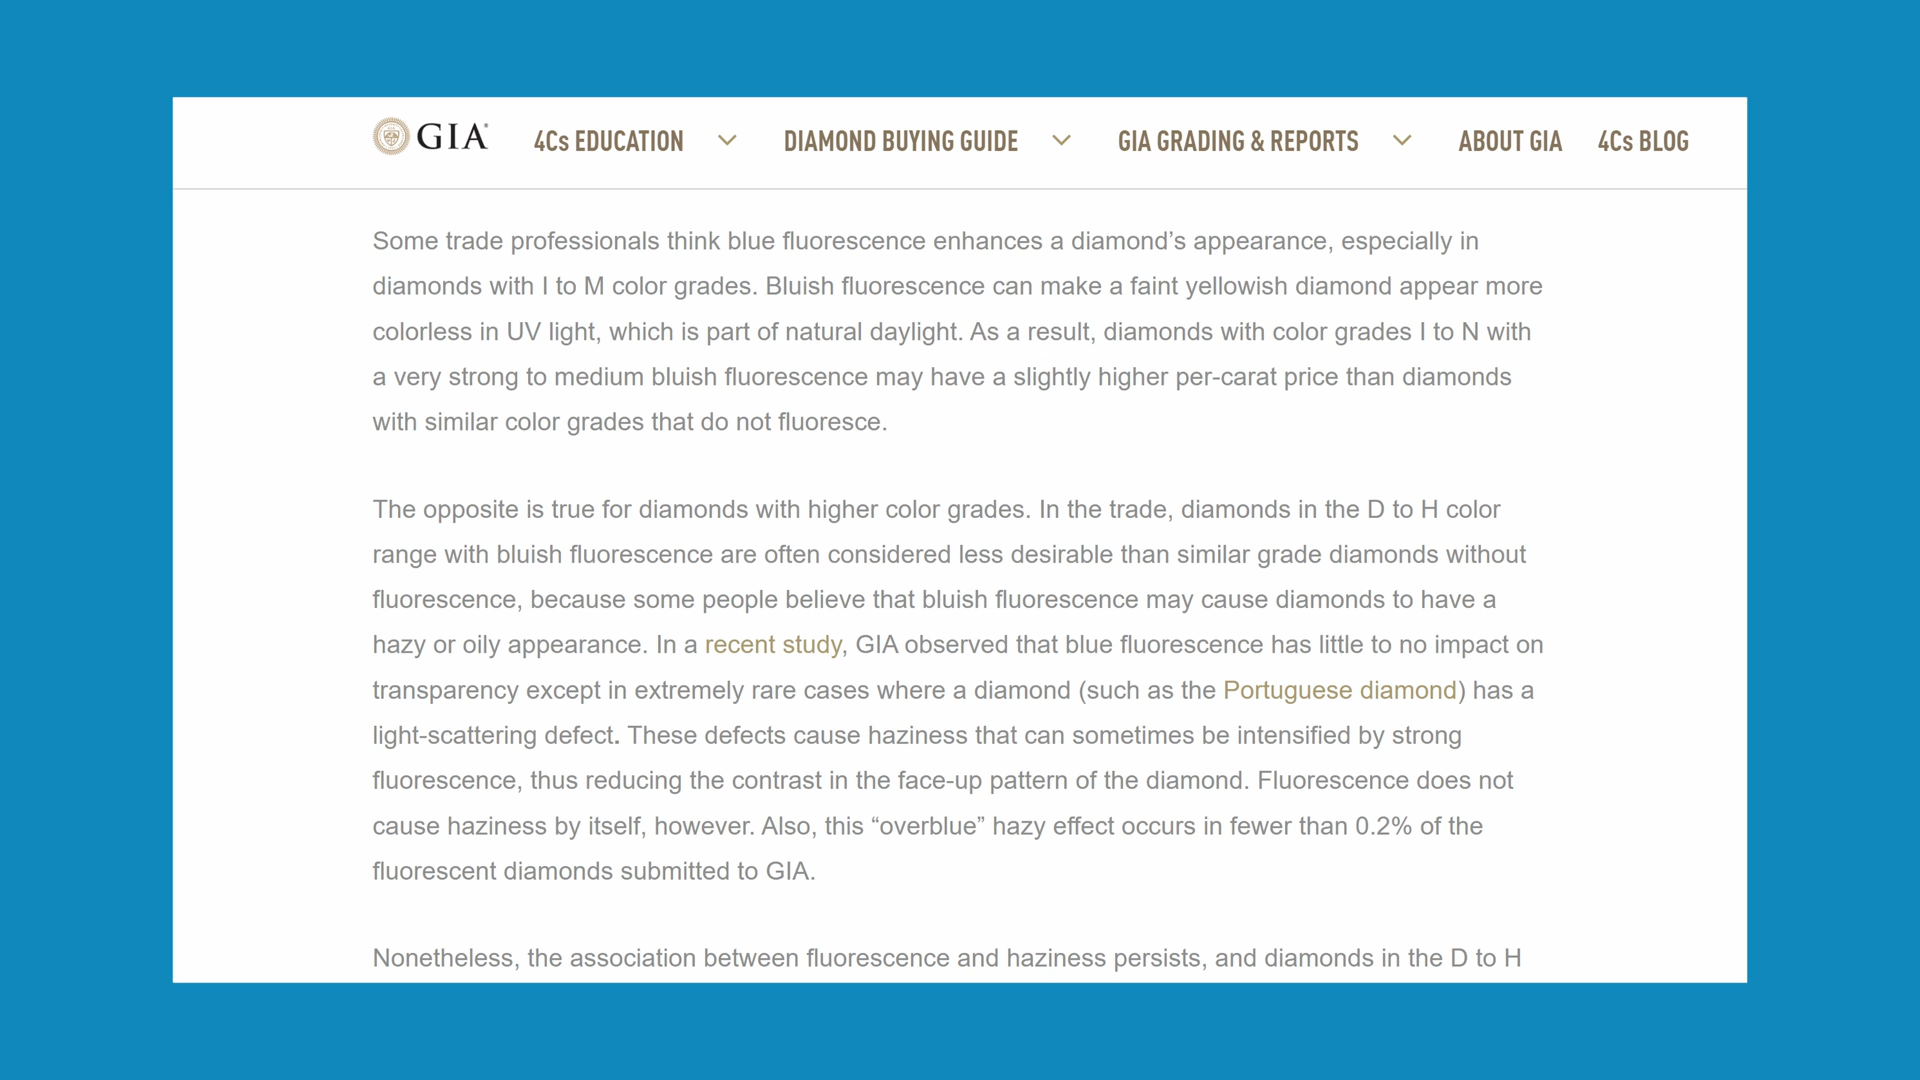 GIA 4Cs EDUCATION DIAMOND BUYING GUIDE GIA GRADING & REPORTS ABOUT GIA 4Cs BLOG
Some trade professionals think blue fluorescence enhances a diamond’s appearance, especially in
diamonds with I to M color grades. Bluish fluorescence can make a faint yellowish diamond appear more
colorless in UV light, which is part of natural daylight. As a result, diamonds with color grades I to N with
a very strong to medium bluish fluorescence may have a slightly higher per-carat price than diamonds
with similar color grades that do not fluoresce.
The opposite is true for diamonds with higher color grades. In the trade, diamonds in the D to H color
range with bluish fluorescence are often considered less desirable than similar grade diamonds without
fluorescence, because some people believe that bluish fluorescence may cause diamonds to have a
hazy or oily appearance. In a recent study, GIA observed that blue fluorescence has little to no impact on
transparency except in extremely rare cases where a diamond (such as the Portuguese diamond) has a
light-scattering defect. These defects cause haziness that can sometimes be intensified by strong
fluorescence, thus reducing the contrast in the face-up pattern of the diamond. Fluorescence does not
cause haziness by itself, however. Also, this “overblue” hazy effect occurs in fewer than 0.2% of the
fluorescent diamonds submitted to GIA.
Nonetheless, the association between fluorescence and haziness persists, and diamonds in the D to H